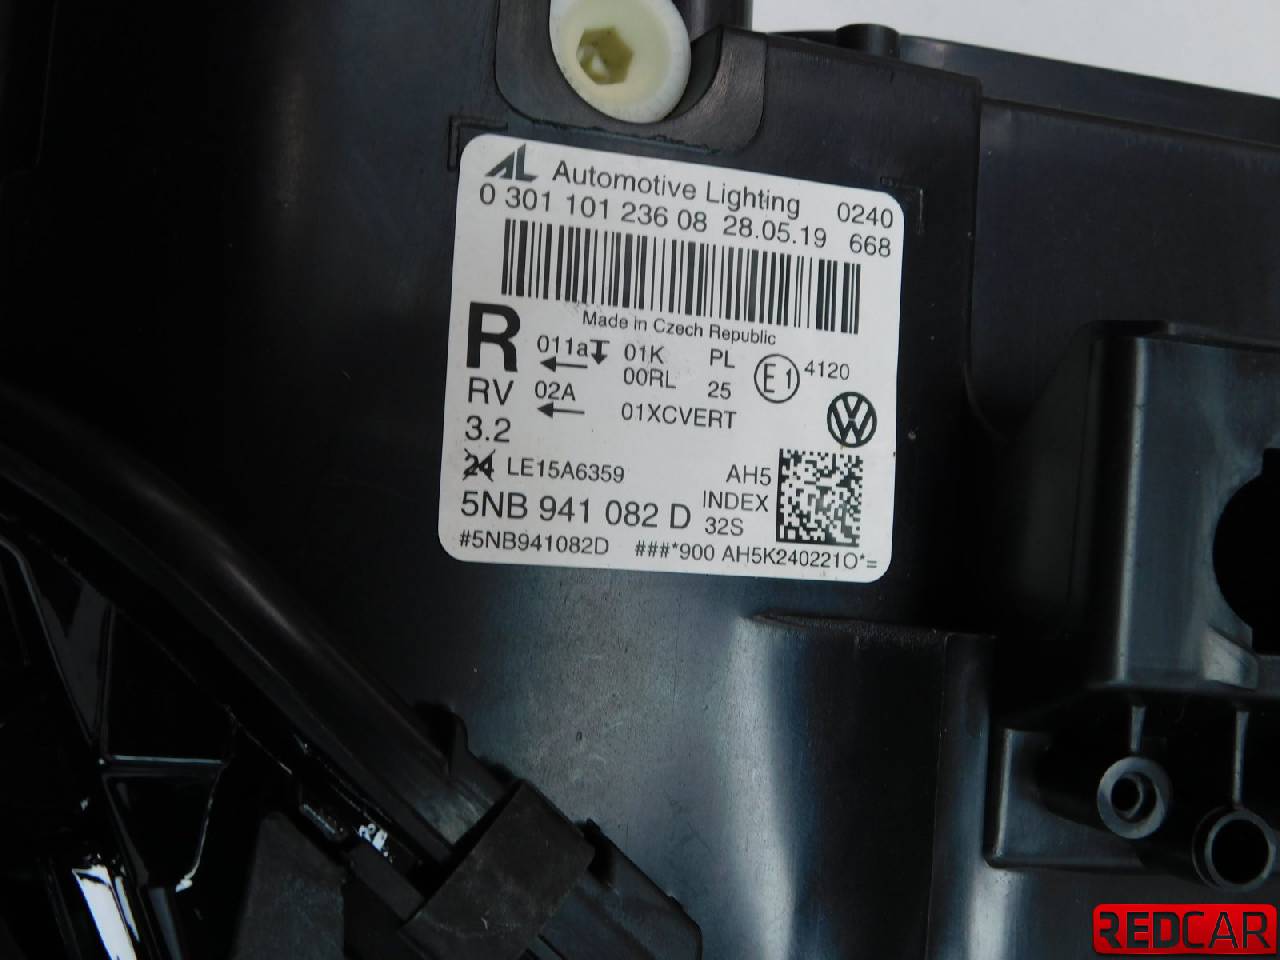 AL Automotive Lighting 0240
0 301 101 236 08 28.05.19 668
Made in Czech Republic
R 011a 01K PL E1 4120
00RL 25
RV 02A 01XCVERT
3.2
24 LE15A6359 AH5
5NB 941 082 D INDEX
32S
#5NB941082D ###*900 AH5K240221O*=
REDCAR